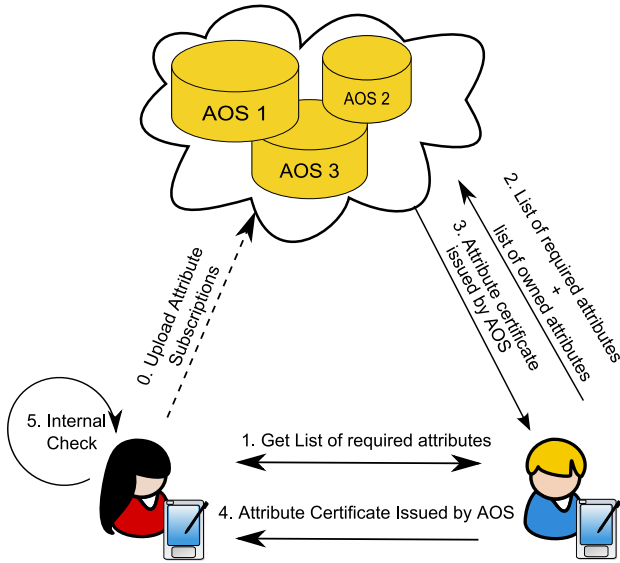 AOS 1
AOS 2
AOS 3
0. Upload Attribute
Subscriptions
3. Attribute certificate
issued by AOS
2. List of required attributes
+
list of owned attributes
5. Internal
Check
1. Get List of required attributes
4. Attribute Certificate Issued by AOS